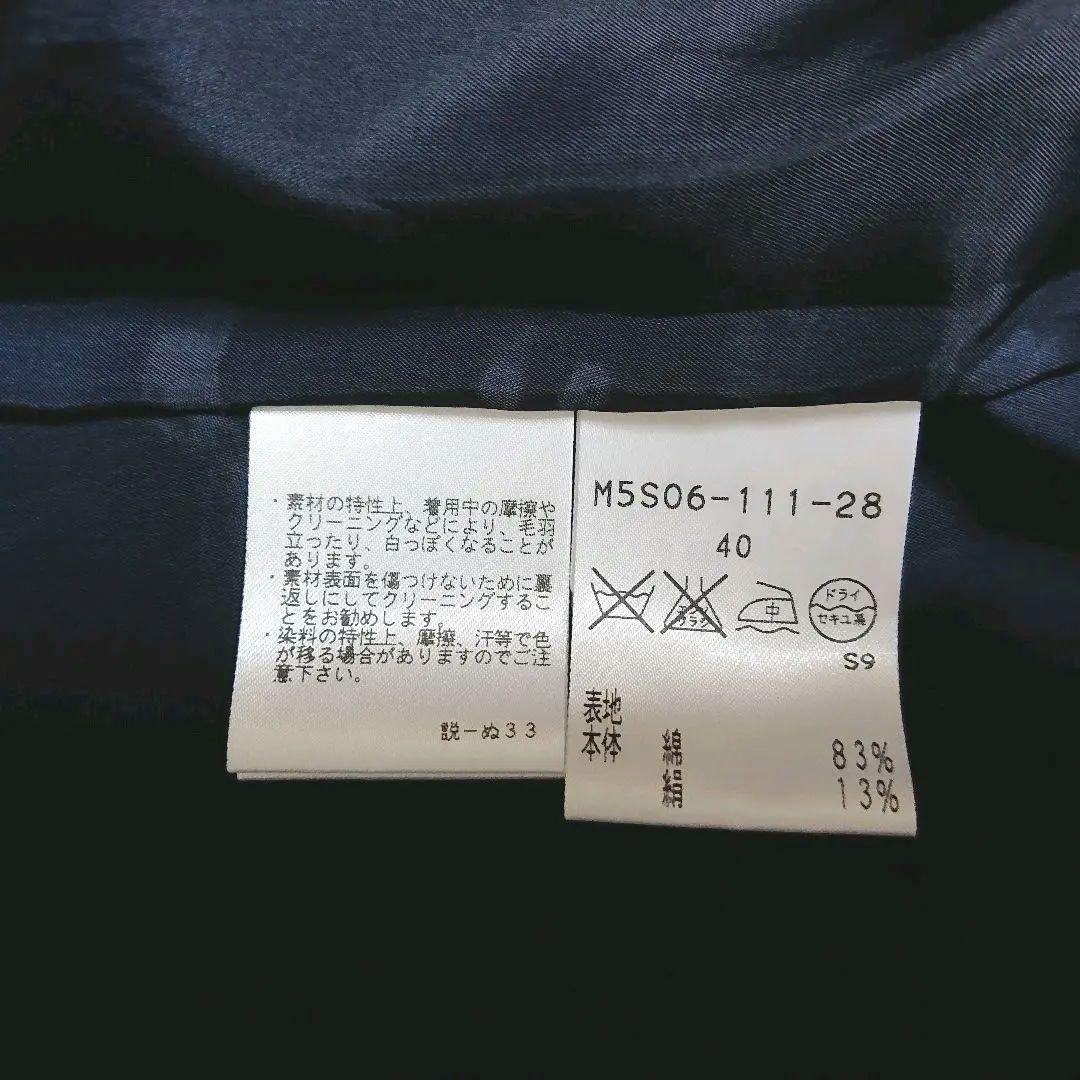 ・素材の特性上、着用中の摩擦や
クリーニングなどにより、毛羽
立ったり、白っぽくなることが
あります。
・素材表面を傷つけないために裏
返しにしてクリーニングするこ
とをお勧めします。
・染料の特性上、摩擦、汗等で色
が移る場合がありますのでご注
意下さい。
説－ぬ33
M5S06-111-28
40
エンソ
サラシ
中
ドライ
セキユ系
S9
表地
本体 綿 83%
絹 13%